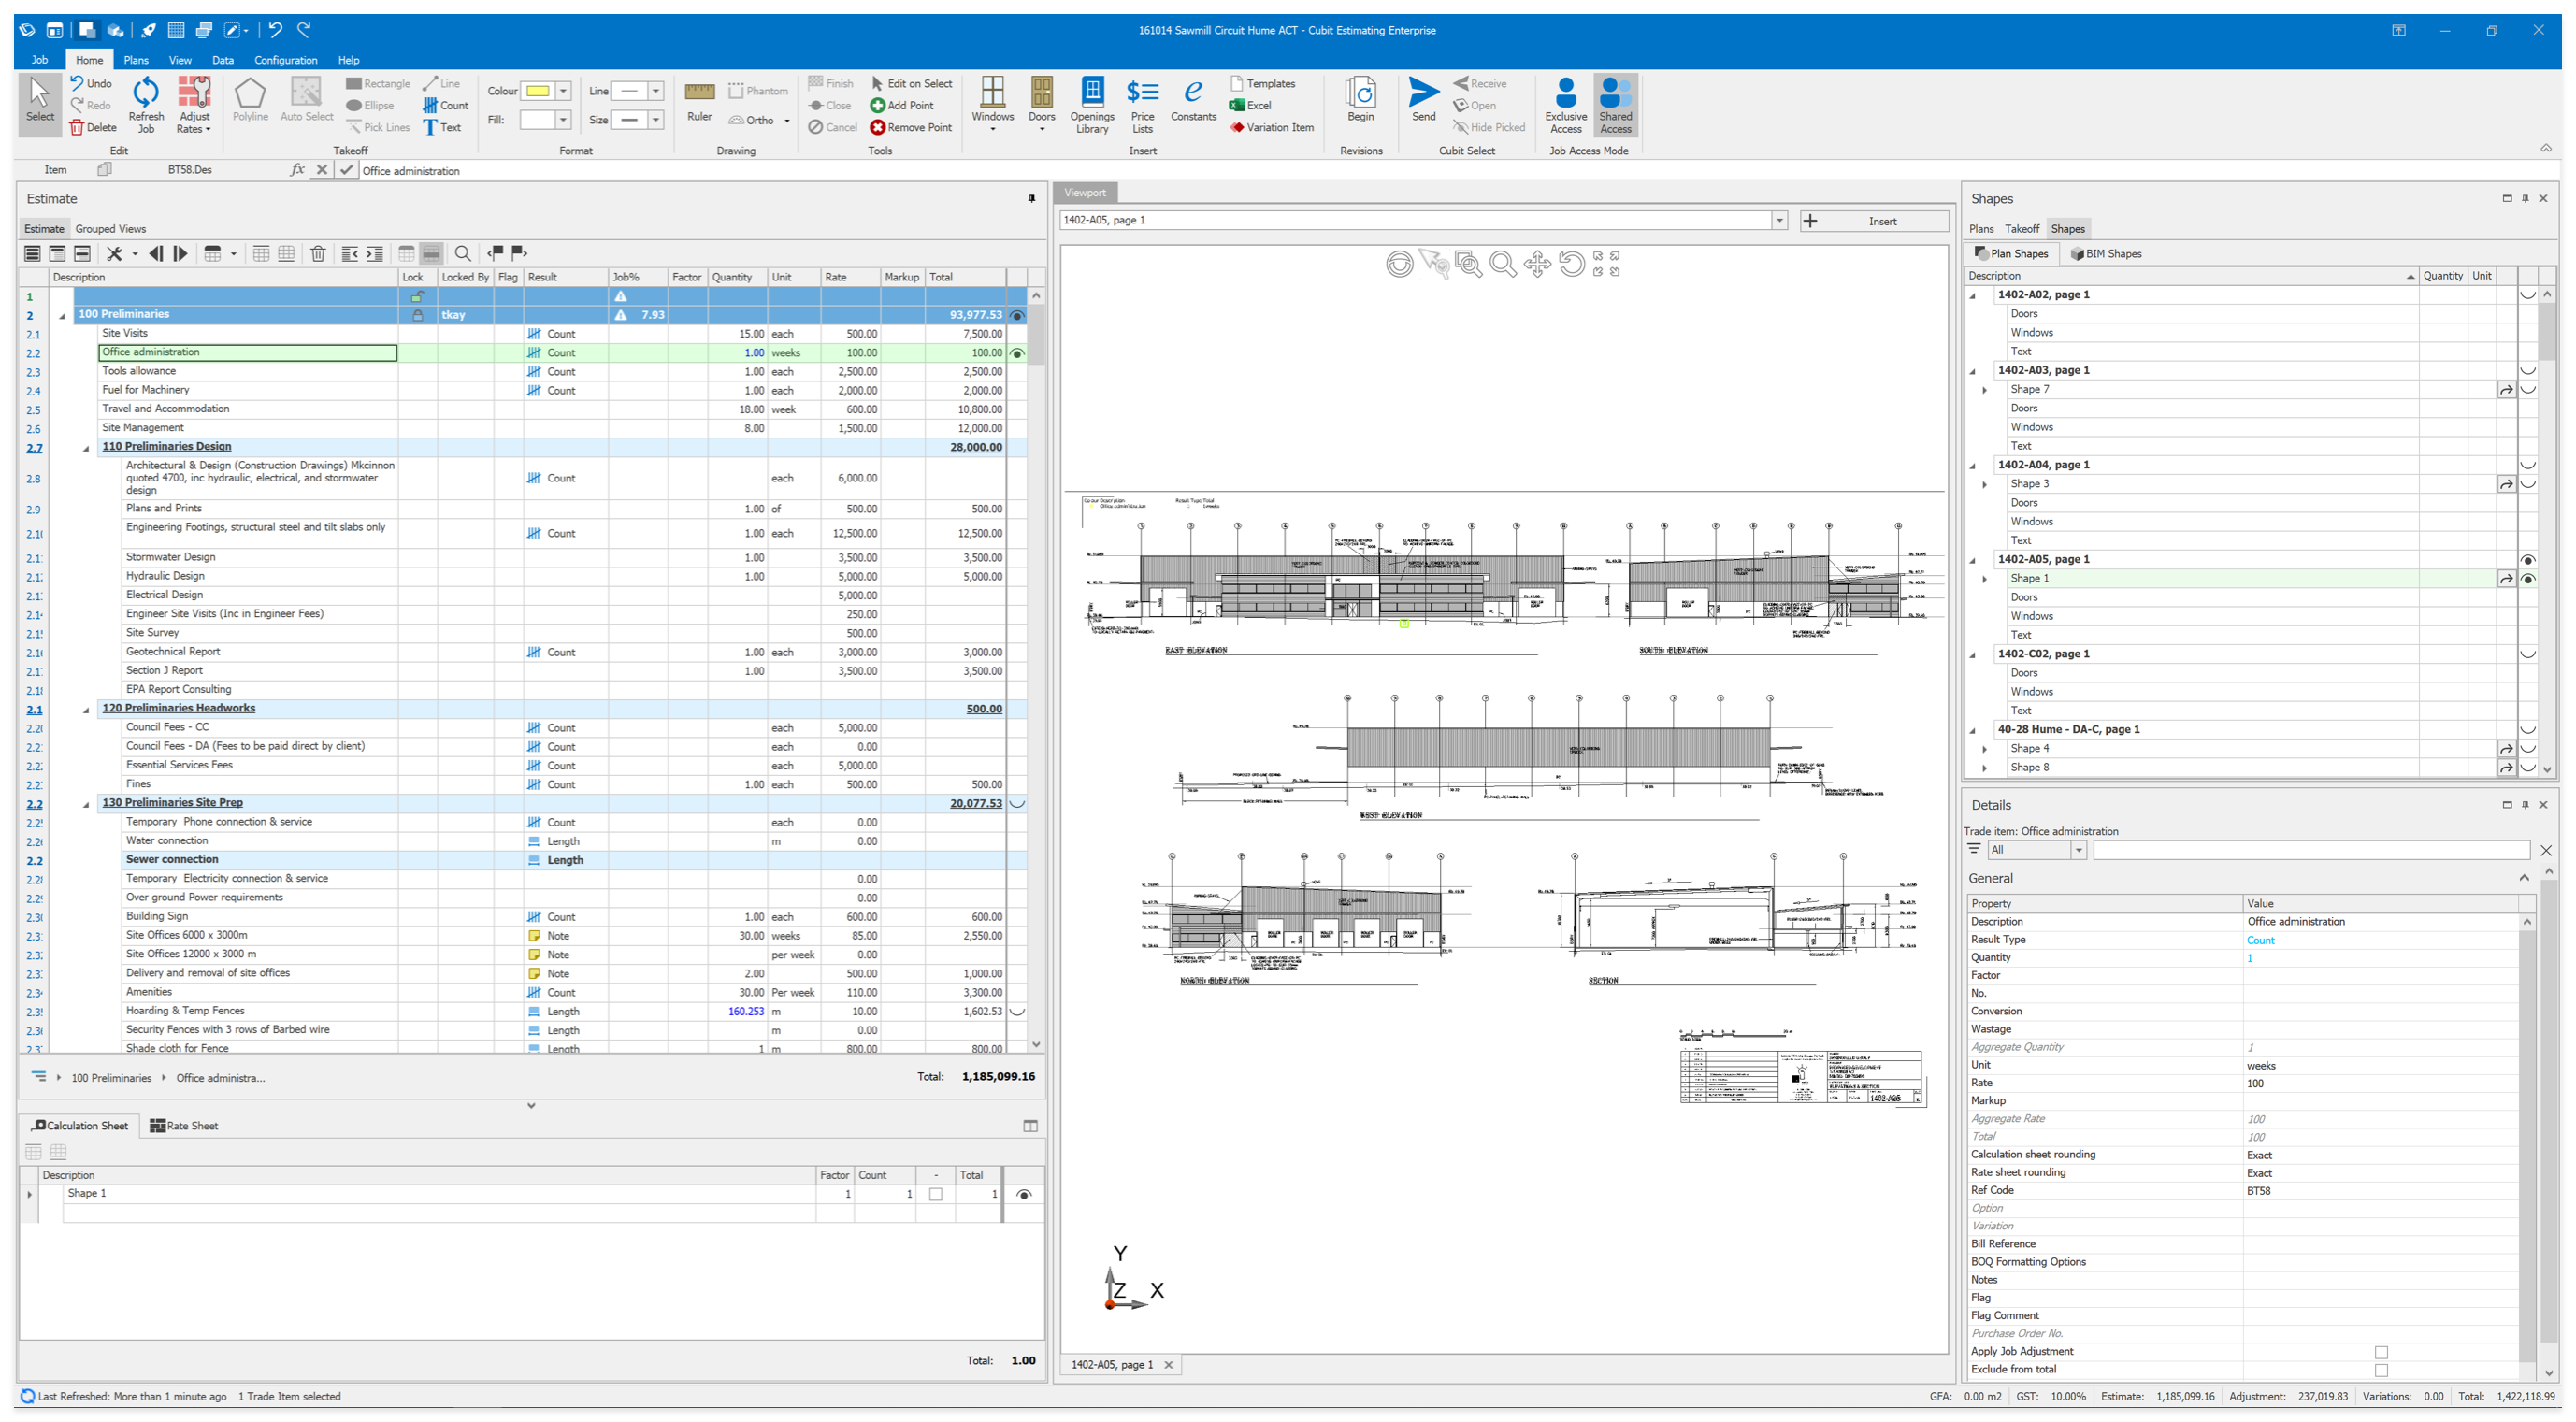 161014 Sawmill Circuit Hume ACT - Cubit Estimating Enterprise
Job Home Plans View Data Configuration Help
Select
Undo
Redo
Delete
Refresh Job
Adjust Rates
Edit
Polyline
Auto Select
Rectangle
Ellipse
Pick Lines
Line
Count
Text
Takeoff
Colour
Fill:
Line
Size
Format
Ruler
Phantom
Ortho
Drawing
Finish
Close
Cancel
Edit on Select
Add Point
Remove Point
Tools
Windows
Doors
Openings Library
Price Lists
Constants
Templates
Excel
Variation Item
Insert
Begin
Revisions
Send
Receive
Open
Hide Picked
Cubit Select
Exclusive Access
Shared Access
Job Access Mode
Item BT58.Des fx Office administration
Estimate
Estimate Grouped Views
Description Lock Locked By Flag Result Job% Factor Quantity Unit Rate Markup Total
1
2 100 Preliminaries tkay 7.93 93,977.53
2.1 Site Visits Count 15.00 each 500.00 7,500.00
2.2 Office administration Count 1.00 weeks 100.00 100.00
2.3 Tools allowance Count 1.00 each 2,500.00 2,500.00
2.4 Fuel for Machinery Count 1.00 each 2,000.00 2,000.00
2.5 Travel and Accommodation 18.00 week 600.00 10,800.00
2.6 Site Management 8.00 1,500.00 12,000.00
2.7 110 Preliminaries Design 28,000.00
Architectural & Design (Construction Drawings) Mkcinnon
2.8 quoted 4700, inc hydraulic, electrical, and stormwater Count each 6,000.00
design
2.9 Plans and Prints 1.00 of 500.00 500.00
2.10 Engineering Footings, structural steel and tilt slabs only Count 1.00 each 12,500.00 12,500.00
2.1 Stormwater Design 1.00 3,500.00 3,500.00
2.1 Hydraulic Design 1.00 5,000.00 5,000.00
2.1 Electrical Design 5,000.00
2.1 Engineer Site Visits (Inc in Engineer Fees) 250.00
2.1 Site Survey 500.00
2.1 Geotechnical Report Count 1.00 each 3,000.00 3,000.00
2.1 Section J Report 1.00 3,500.00 3,500.00
2.1 EPA Report Consulting
2.1 120 Preliminaries Headworks 500.00
2.2 Council Fees - CC Count each 5,000.00
2.2 Council Fees - DA (Fees to be paid direct by client) Count each 0.00
2.2 Essential Services Fees Count each 5,000.00
2.2 Fines Count 1.00 each 500.00 500.00
2.2 130 Preliminaries Site Prep 20,077.53
2.2 Temporary Phone connection & service Count each 0.00
2.2 Water connection Length m 0.00
2.2 Sewer connection Length
2.2 Temporary Electricity connection & service 0.00
2.2 Over ground Power requirements 0.00
2.3 Building Sign Count 1.00 each 600.00 600.00
2.3 Site Offices 6000 x 3000m Note 30.00 weeks 85.00 2,550.00
2.3 Site Offices 12000 x 3000 m Note per week 0.00
2.3 Delivery and removal of site offices Note 2.00 500.00 1,000.00
2.3 Amenities Count 30.00 Per week 110.00 3,300.00
2.3 Hoarding & Temp Fences Length 160.253 m 10.00 1,602.53
2.3 Security Fences with 3 rows of Barbed wire Length m 0.00
2.3 Shade cloth for Fence Length 1 m 800.00 800.00
100 Preliminaries Office administra... Total: 1,185,099.16
Calculation Sheet Rate Sheet
Description Factor Count - Total
Shape 1 1 1 1
Total: 1.00
Last Refreshed: More than 1 minute ago 1 Trade Item selected
Viewport
1402-A05, page 1 Insert
Colour Description Result Type Total
Office administration 1 weeks
EAST ELEVATION
SOUTH ELEVATION
WEST ELEVATION
NORTH ELEVATION
SECTION
ELEVATIONS & SECTION
1402-A05
Y
Z X
1402-A05, page 1
Shapes
Plans Takeoff Shapes
Plan Shapes BIM Shapes
Description Quantity Unit
1402-A02, page 1
Doors
Windows
Text
1402-A03, page 1
Shape 7
Doors
Windows
Text
1402-A04, page 1
Shape 3
Doors
Windows
Text
1402-A05, page 1
Shape 1
Doors
Windows
Text
1402-C02, page 1
Doors
Windows
Text
40-28 Hume - DA-C, page 1
Shape 4
Shape 8
Details
Trade item: Office administration
All
General
Property Value
Description Office administration
Result Type Count
Quantity 1
Factor
No.
Conversion
Wastage
Aggregate Quantity 1
Unit weeks
Rate 100
Markup
Aggregate Rate 100
Total 100
Calculation sheet rounding Exact
Rate sheet rounding Exact
Ref Code BT58
Option
Variation
Bill Reference
BOQ Formatting Options
Notes
Flag
Flag Comment
Purchase Order No.
Apply Job Adjustment
Exclude from total
GFA: 0.00 m2 GST: 10.00% Estimate: 1,185,099.16 Adjustment: 237,019.83 Variations: 0.00 Total: 1,422,118.99